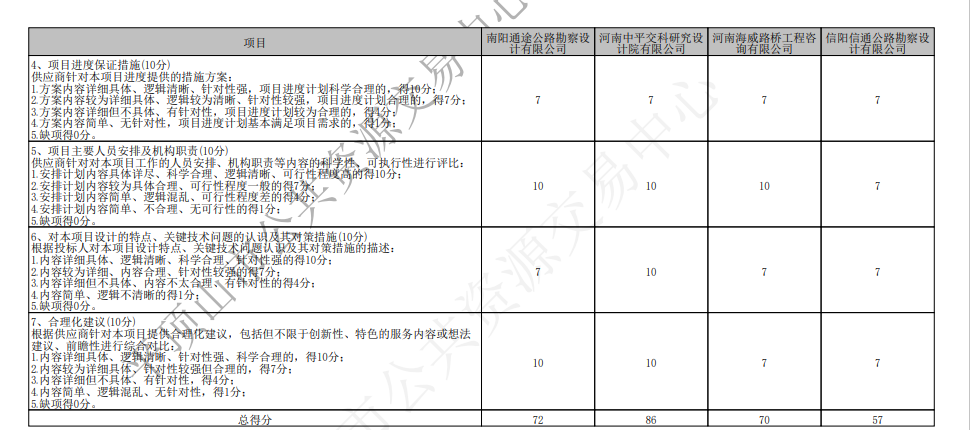 项目
南阳通途公路勘察设
计有限公司
河南中平交科研究设
计院有限公司
河南海威路桥工程咨
询有限公司
信阳信通公路勘察设
计有限公司
4、项目进度保证措施(10分)
供应商针对本项目进度提供的措施方案:
1.方案内容详细具体、逻辑清晰、针对性强，项目进度计划科学合理的，得10分;
2.方案内容较为详细具体、逻辑较为清晰、针对性较强，项目进度计划合理的，得7分;
3.方案内容详细但不具体、有针对性，项目进度计划较为合理的，得4分;
4.方案内容简单、无针对性，项目进度计划基本满足项目需求的，得1分;
5.缺项得0分。
7
7
7
7
5、项目主要人员安排及机构职责(10分)
供应商针对对本项目工作的人员安排、机构职责等内容的科学性、可执行性进行评比:
1.安排计划内容具体详尽、科学合理、逻辑清晰、可行性程度高的得10分;
2.安排计划内容较为具体合理、可行性程度一般的得7分;
3.安排计划内容简单、逻辑混乱、可行性程度差的得4分;
4.安排计划内容简单、不合理、无可行性的得1分;
5.缺项得0分。
10
10
10
7
6、对本项目设计的特点、关键技术问题的认识及其对策措施(10分)
根据投标人对本项目设计特点、关键技术问题认识及其对策措施的描述:
1.内容详细具体、逻辑清晰、科学合理、针对性强的得10分;
2.内容较为详细、内容合理、针对性较强的得7分;
3.内容详细但不具体、内容不太合理、有针对性的得4分;
4.内容简单、逻辑不清晰的得1分;
5.缺项得0分。
7
10
7
7
7、合理化建议(10分)
根据供应商针对本项目提供合理化建议，包括但不限于创新性、特色的服务内容或想法
建议、前瞻性进行综合对比:
1.内容详细具体、逻辑清晰、针对性强、科学合理的，得10分;
2.内容较为详细具体、针对性较强但合理的，得7分;
3.内容详细但不具体、有针对性，得4分;
4.内容简单、逻辑混乱、无针对性，得1分;
5.缺项得0分。
10
10
7
7
总得分
72
86
70
57
平顶山市公共资源交易中心
市公共资源交易中心